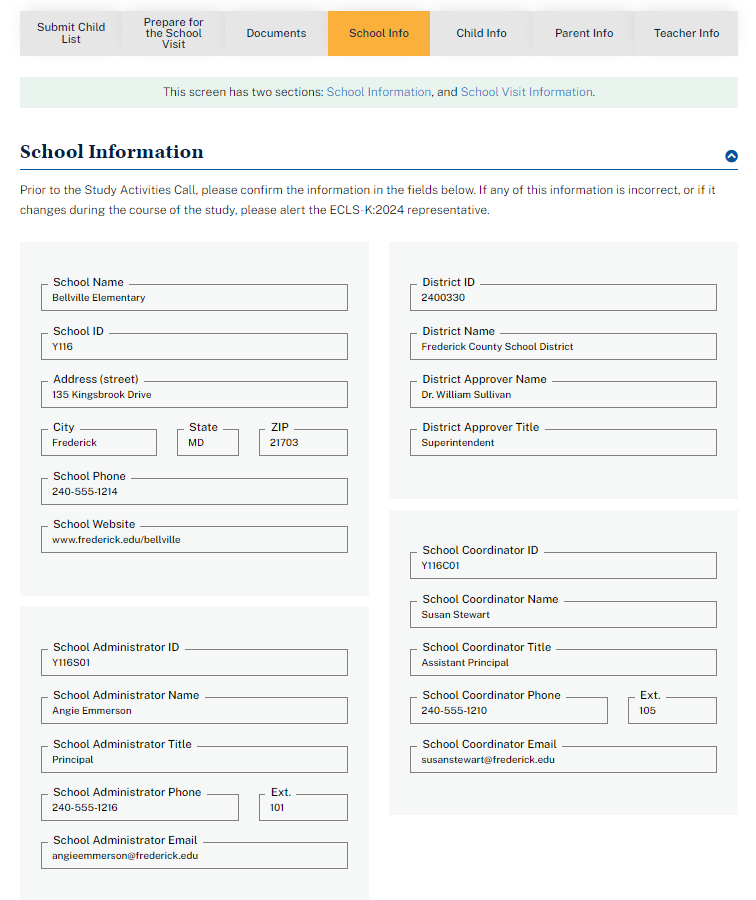 Submit Child
List
Prepare for
the School
Visit
Documents
School Info
Child Info
Parent Info
Teacher Info
This screen has two sections: School Information, and School Visit Information.
School Information
Prior to the Study Activities Call, please confirm the information in the fields below. If any of this information is incorrect, or if it
changes during the course of the study, please alert the ECLS-K:2024 representative.
School Name
Bellville Elementary
School ID
Y116
Address (street)
135 Kingsbrook Drive
City
Frederick
State
MD
ZIP
21703
School Phone
240-555-1214
School Website
www.frederick.edu/bellville
School Administrator ID
Y116S01
School Administrator Name
Angie Emmerson
School Administrator Title
Principal
School Administrator Phone
240-555-1216
Ext.
101
School Administrator Email
angieemmerson@frederick.edu
District ID
2400330
District Name
Frederick County School District
District Approver Name
Dr. William Sullivan
District Approver Title
Superintendent
School Coordinator ID
Y116C01
School Coordinator Name
Susan Stewart
School Coordinator Title
Assistant Principal
School Coordinator Phone
240-555-1210
Ext.
105
School Coordinator Email
susanstewart@frederick.edu